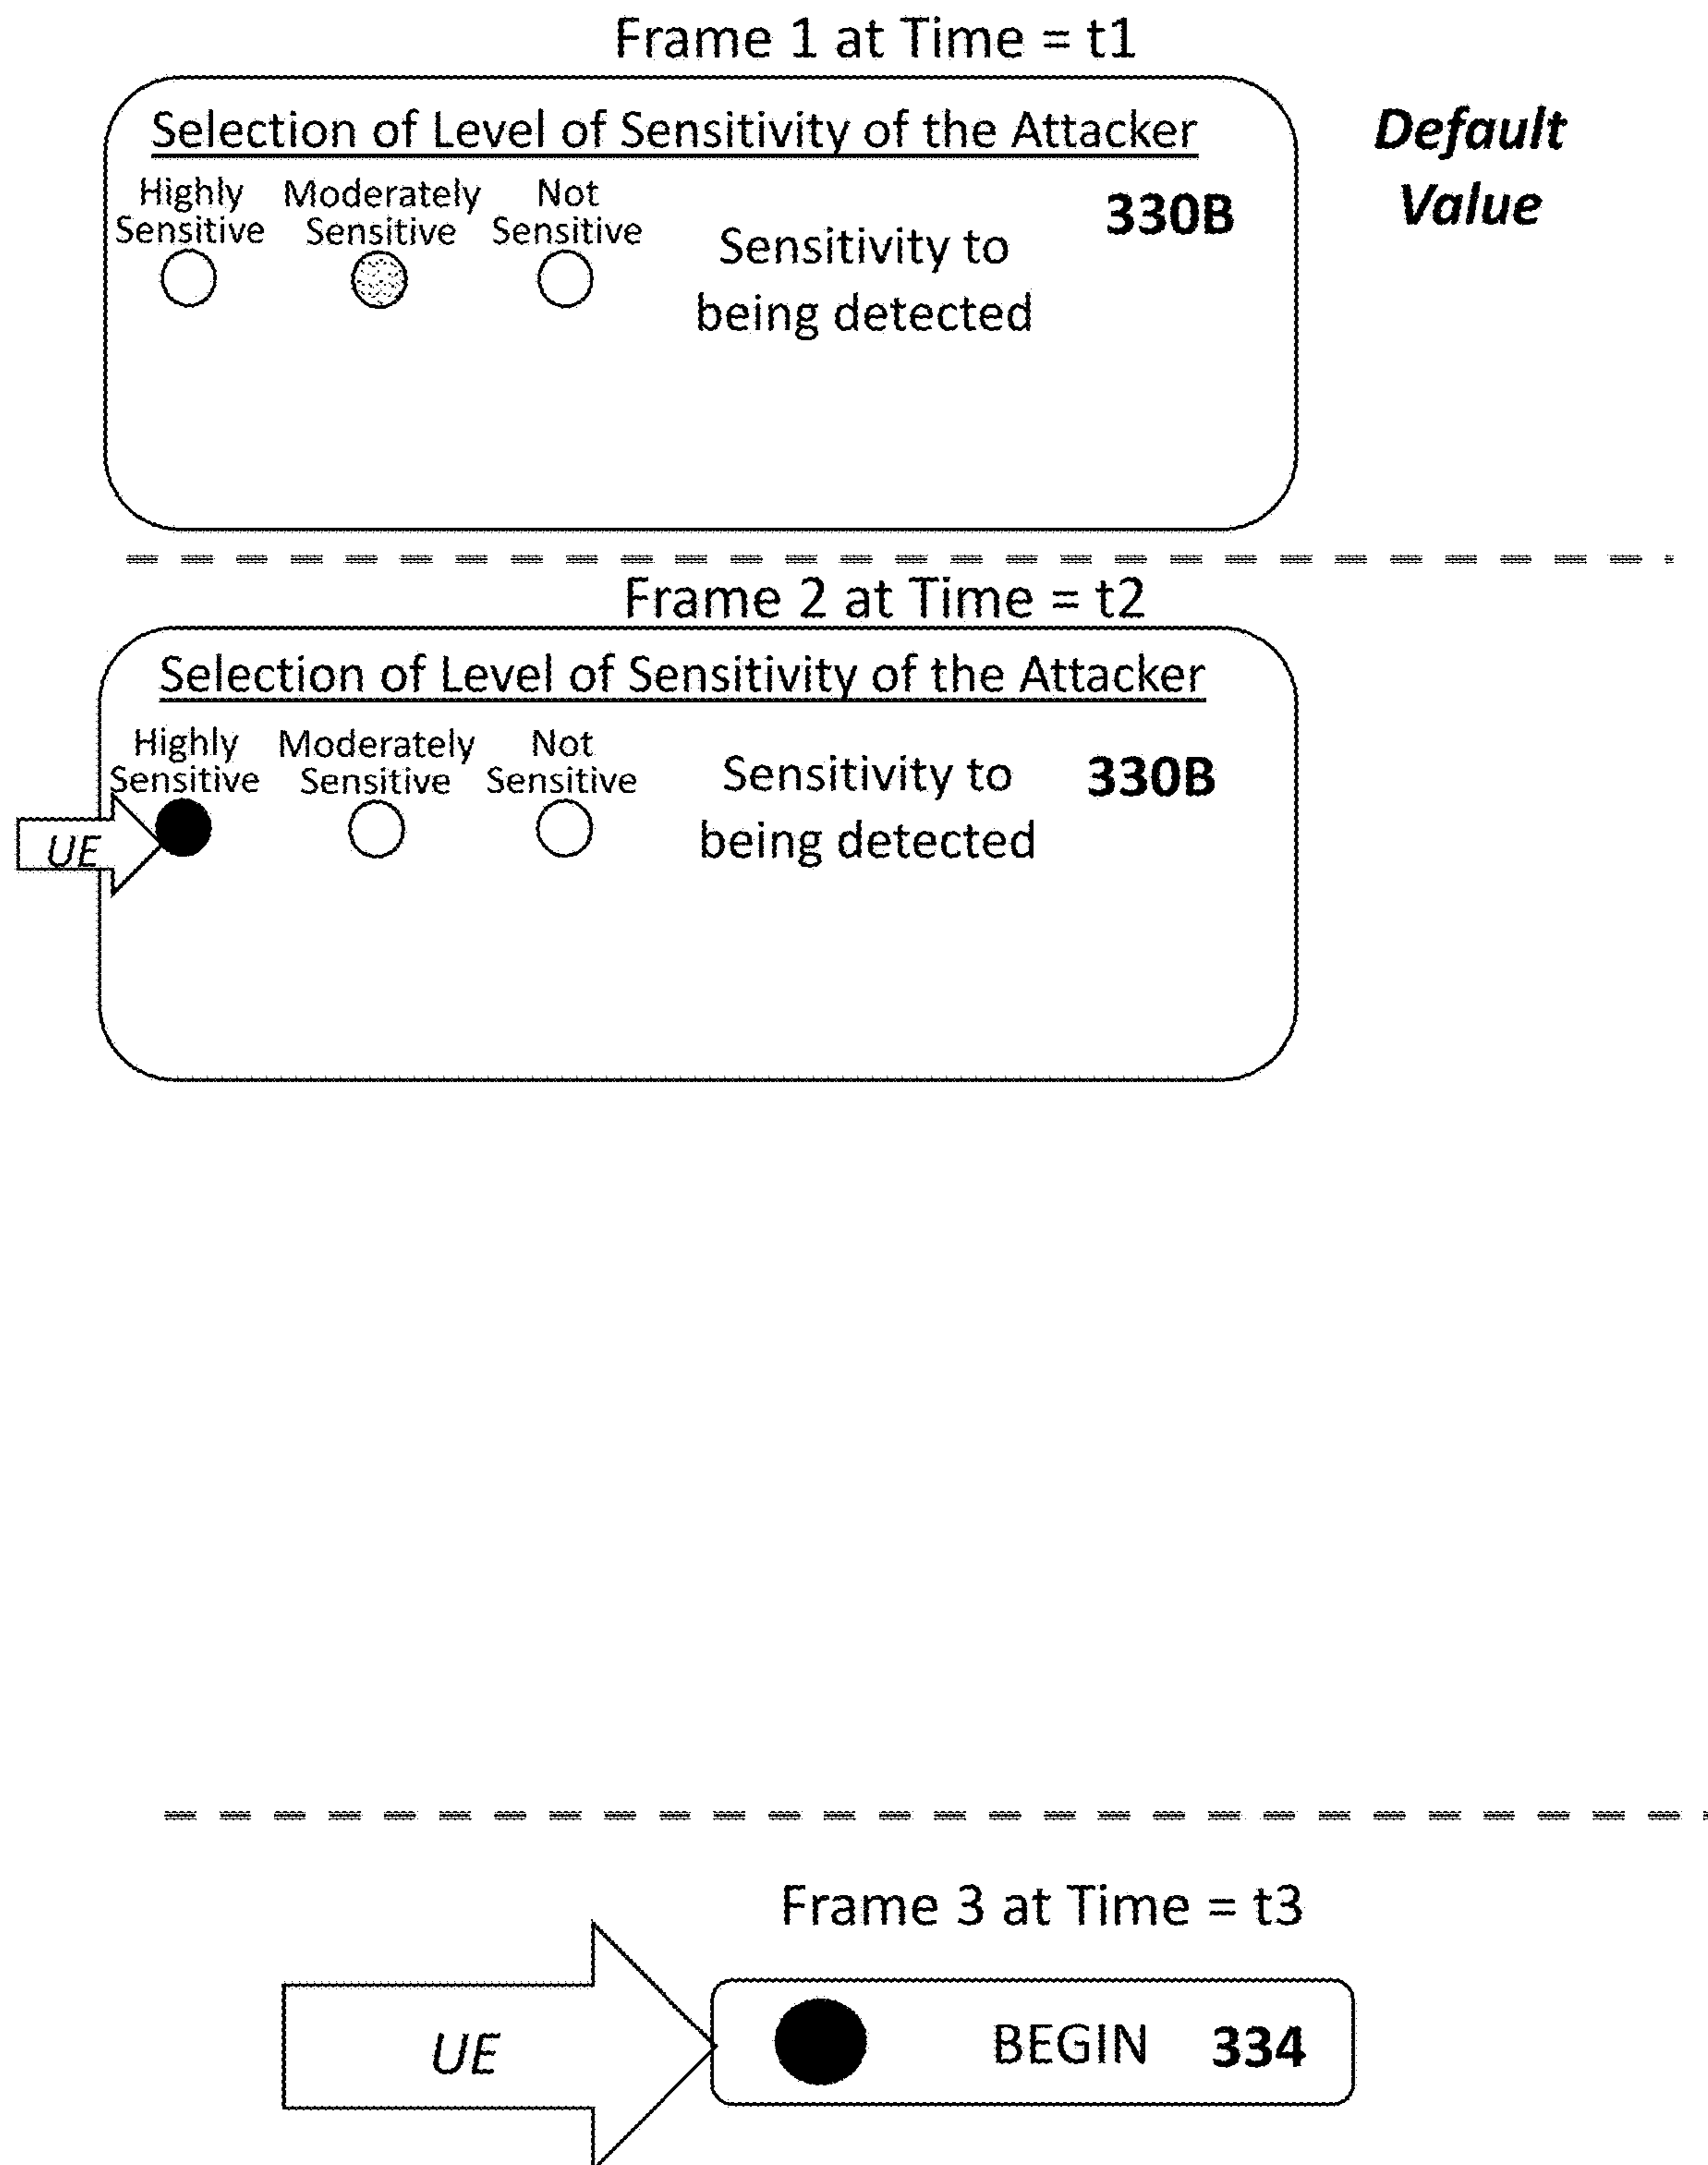 Frame 1 at Time = t1
Selection of Level of Sensitivity of the Attacker
Default
Value
Highly Moderately Not
Sensitive Sensitive Sensitive
330B
Sensitivity to
being detected
Frame 2 at Time = t2
Selection of Level of Sensitivity of the Attacker
Highly Moderately Not
Sensitive Sensitive Sensitive
Sensitivity to 330B
being detected
UE
Frame 3 at Time = t3
UE
BEGIN 334